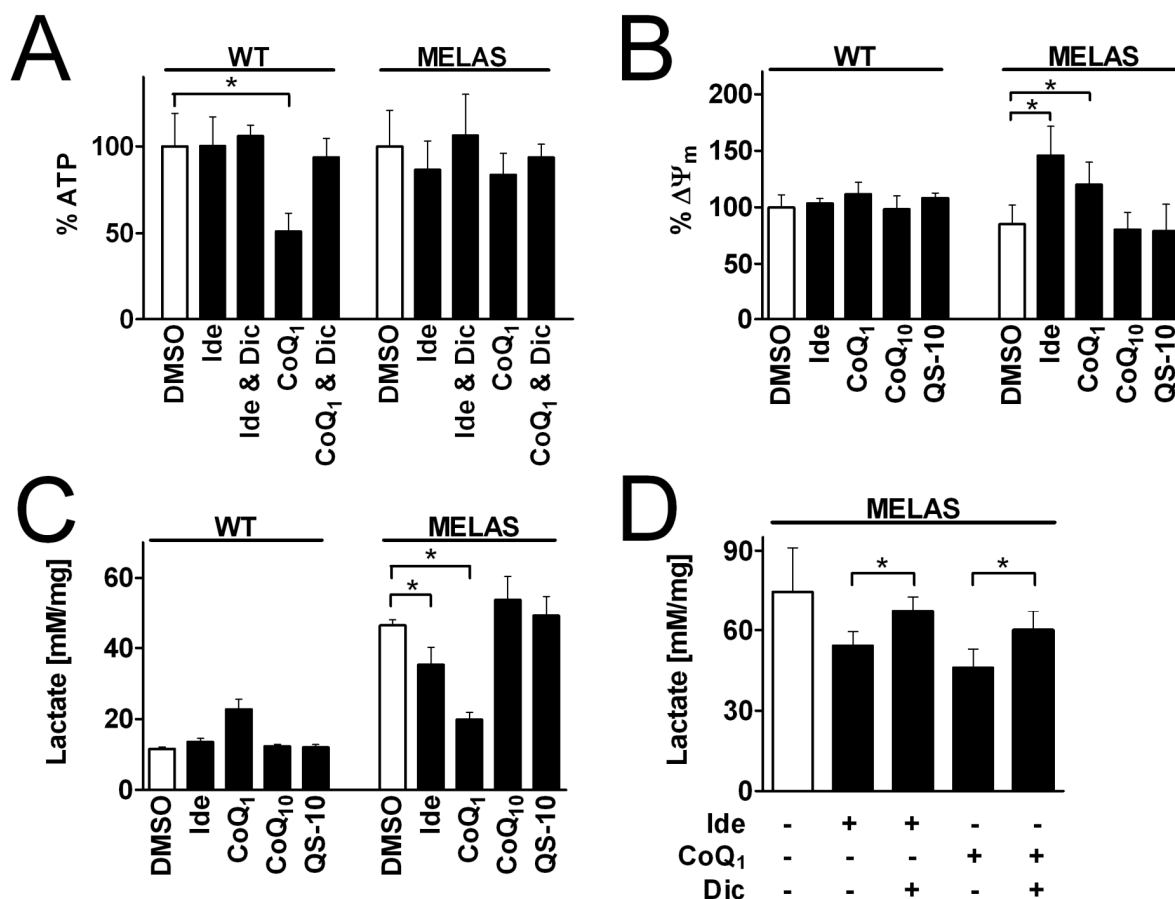 A
WT MELAS
*
% ATP
100
50
0
DMSO Ide Ide & Dic CoQ1 CoQ1 & Dic DMSO Ide Ide & Dic CoQ1 CoQ1 & Dic
B
WT MELAS
*
*
% ΔΨm
200
150
100
50
0
DMSO Ide CoQ1 CoQ10 QS-10 DMSO Ide CoQ1 CoQ10 QS-10
C
WT MELAS
*
*
Lactate [mM/mg]
60
40
20
0
DMSO Ide CoQ1 CoQ10 QS-10 DMSO Ide CoQ1 CoQ10 QS-10
D
MELAS
* *
Lactate [mM/mg]
90
60
30
0
Ide - + + - -
CoQ1 - - - + +
Dic - - + - +